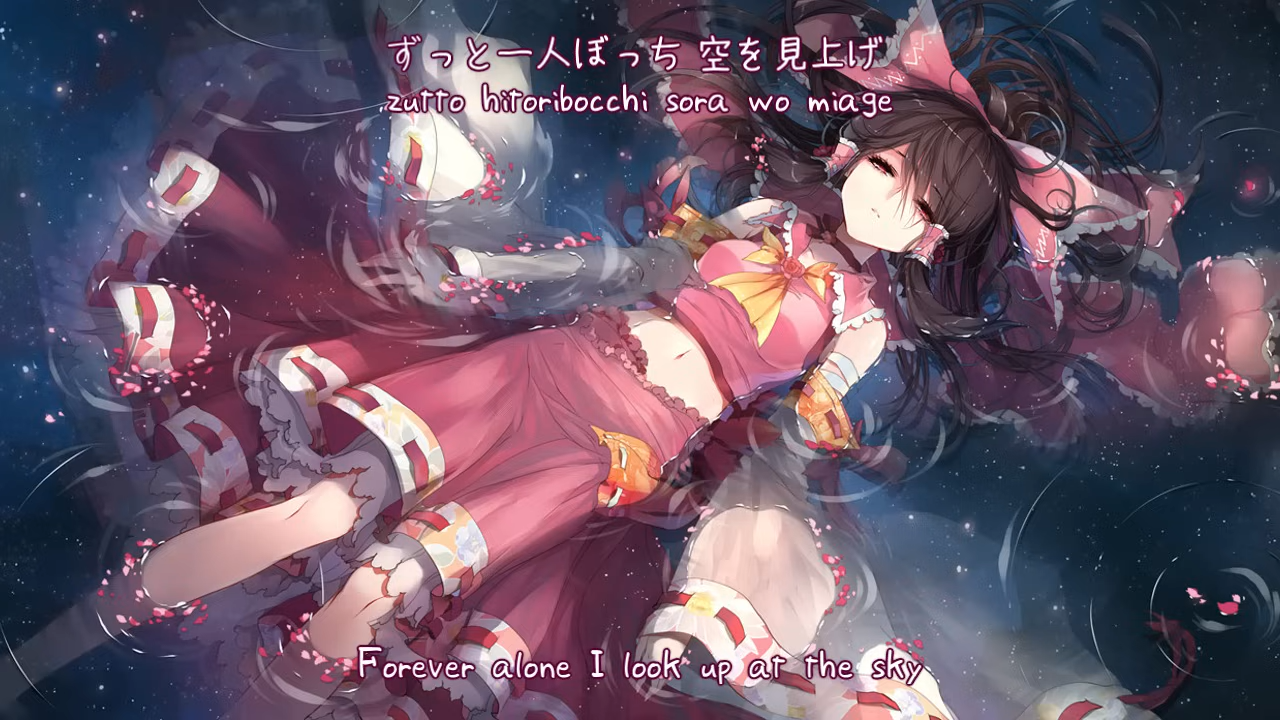 ずっと一人ぼっち 空を見上げ
zutto hitoribocchi sora wo miage
Forever alone I look up at the sky